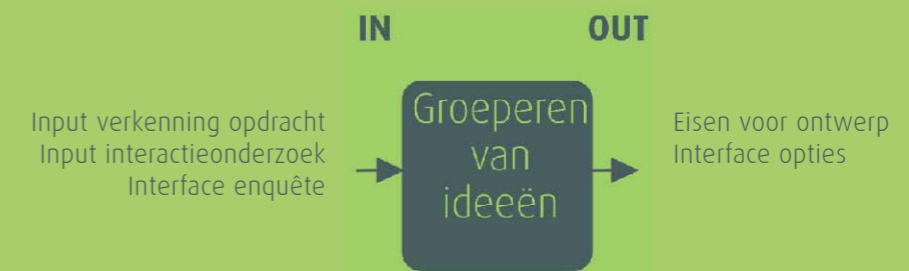 IN
OUT
Input verkenning opdracht
Input interactieonderzoek
Interface enquête
Groeperen
van
ideeën
Eisen voor ontwerp
Interface opties